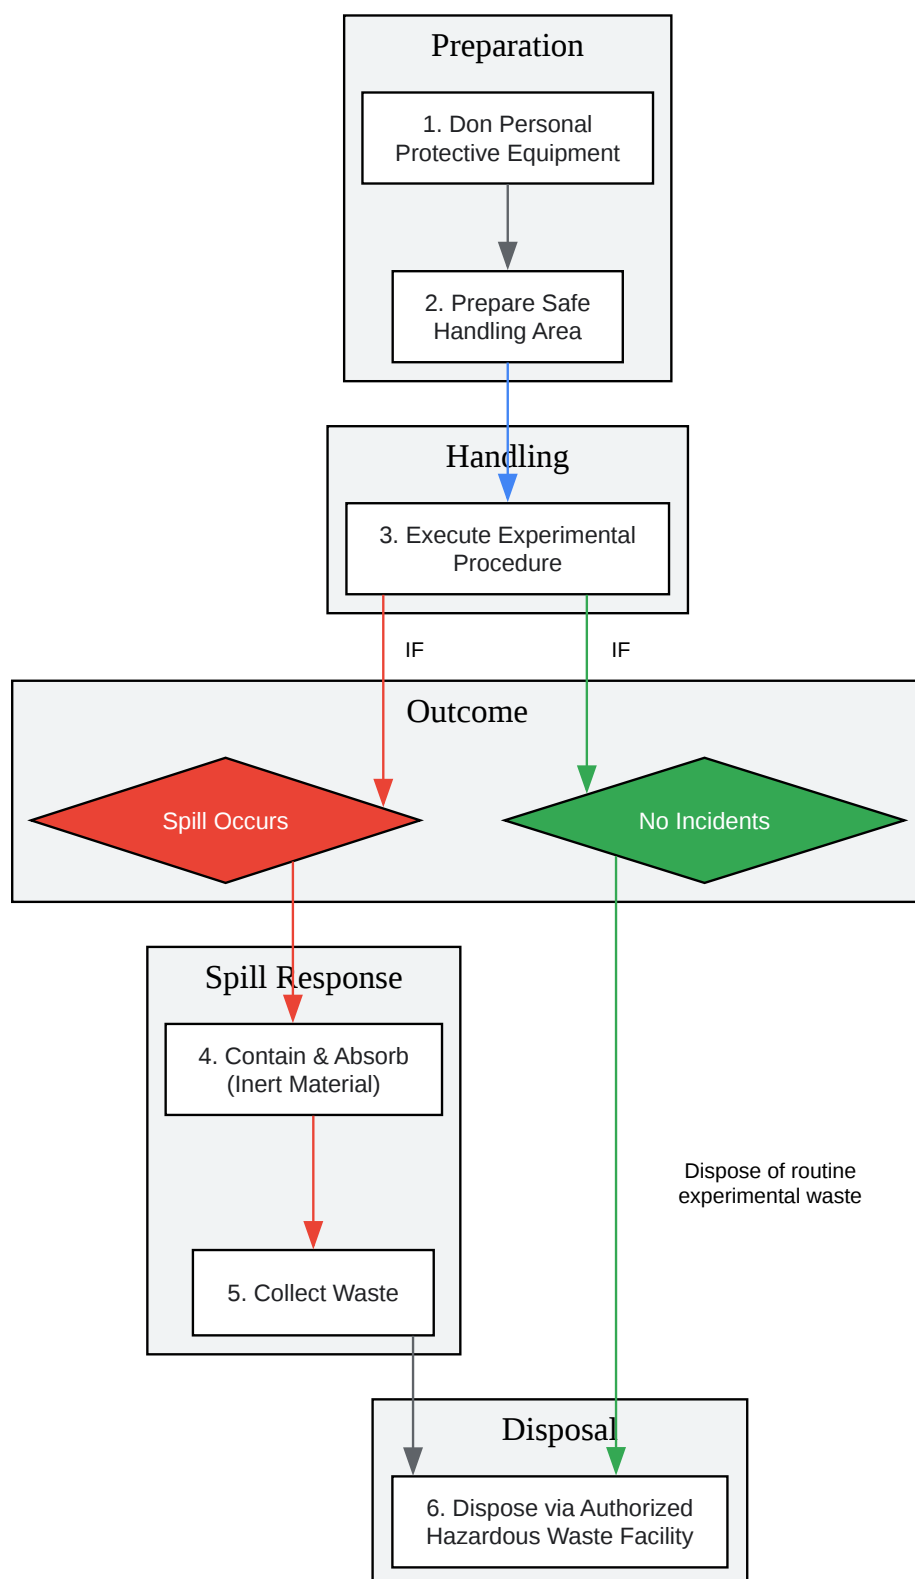 Preparation
1. Don Personal
Protective Equipment
2. Prepare Safe
Handling Area
Handling
3. Execute Experimental
Procedure
IF
IF
Outcome
Spill Occurs
No Incidents
Spill Response
4. Contain & Absorb
(Inert Material)
Dispose of routine
experimental waste
5. Collect Waste
Disposal
6. Dispose via Authorized
Hazardous Waste Facility